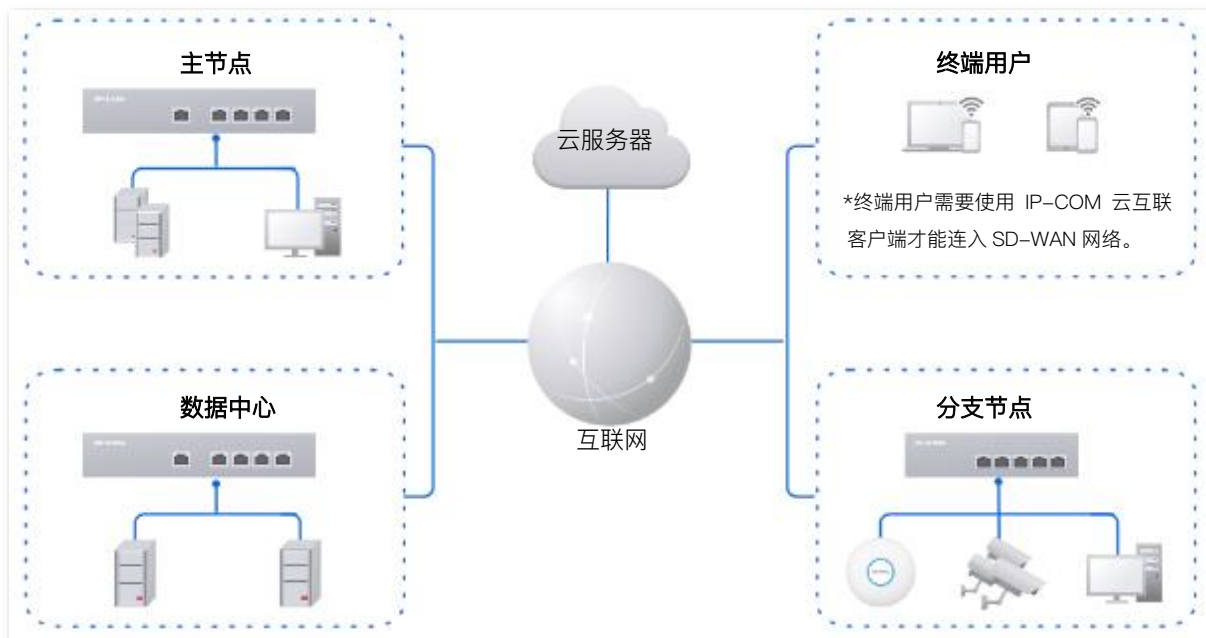 主节点
终端用户
云服务器
*终端用户需要使用 IP-COM 云互联
客户端才能连入 SD-WAN 网络。
数据中心
互联网
分支节点